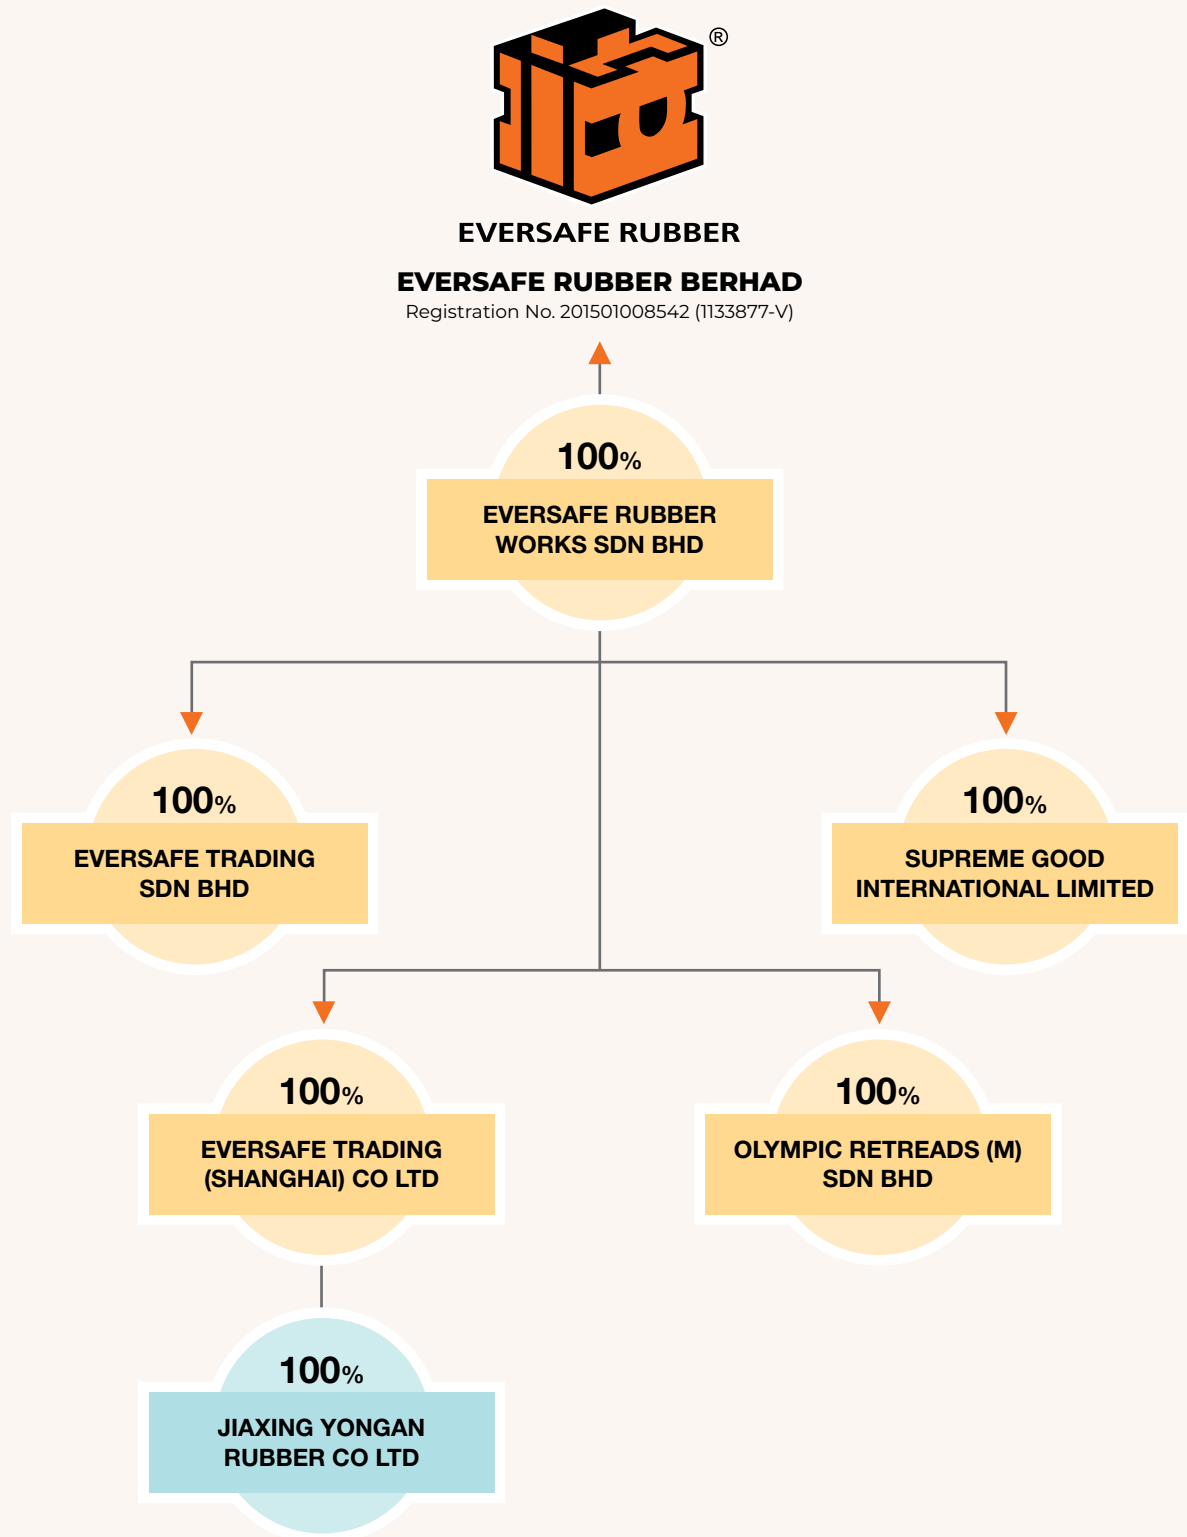 ®
EVERSAFE RUBBER
EVERSAFE RUBBER BERHAD
Registration No. 201501008542 (1133877-V)
100%
EVERSAFE RUBBER
WORKS SDN BHD
100%
EVERSAFE TRADING
SDN BHD
100%
SUPREME GOOD
INTERNATIONAL LIMITED
100%
EVERSAFE TRADING
(SHANGHAI) CO LTD
100%
OLYMPIC RETREADS (M)
SDN BHD
100%
JIAXING YONGAN
RUBBER CO LTD